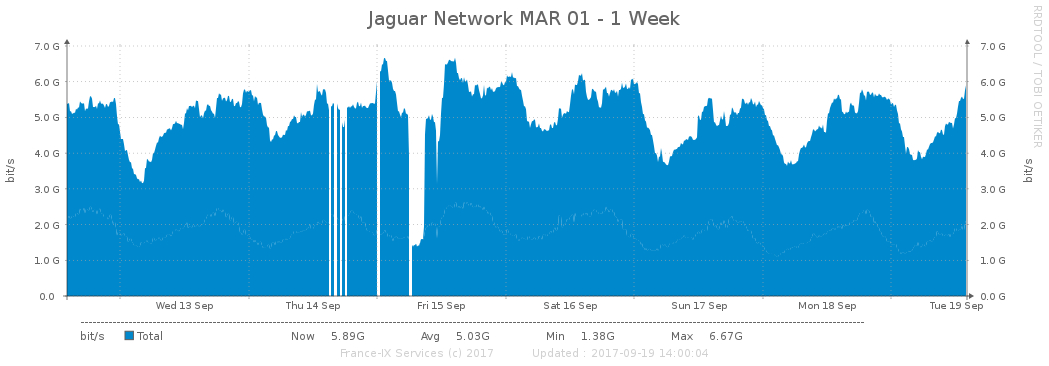 Jaguar Network MAR 01 - 1 Week
RRDTOOL / TOBI OETIKER
7.0 G 7.0 G
6.0 G 6.0 G
5.0 G 5.0 G
4.0 G 4.0 G
3.0 G 3.0 G
2.0 G 2.0 G
1.0 G 1.0 G
0.0 0.0 G
bit/s bit/s
Wed 13 Sep Thu 14 Sep Fri 15 Sep Sat 16 Sep Sun 17 Sep Mon 18 Sep Tue 19 Sep
bit/s Total Now 5.89G Avg 5.03G Min 1.38G Max 6.67G
France-IX Services (c) 2017 Updated : 2017-09-19 14:00:04